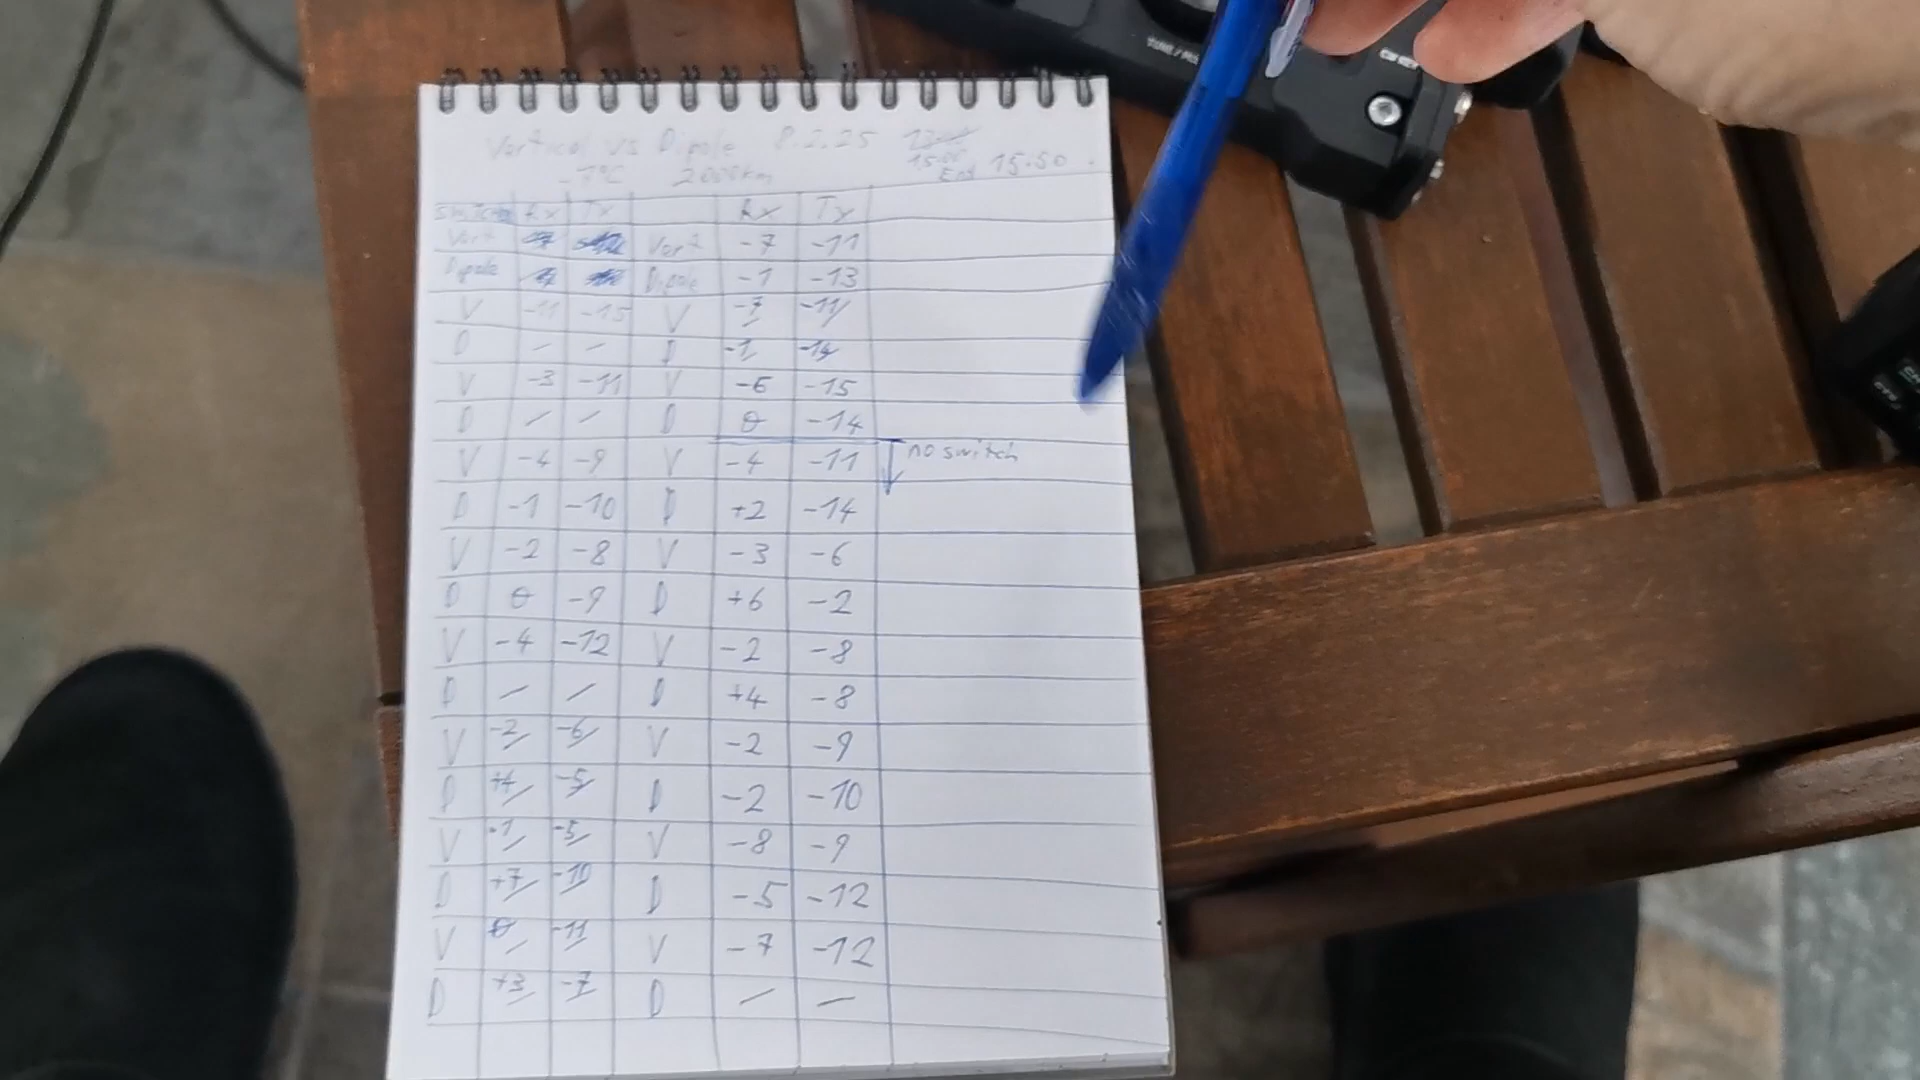 Vertical vs Dipole 8.2.25
15.00
-7°C 2000km End 15.50
Switch Rx Tx Rx Tx
Vert Vert -7 -11
Dipole Dipole -1 -13
V -11 -15 V -7 -11
D / / D -1 -14
V -3 -11 V -6 -15
D / / D 0 -14
V -4 -9 V -4 -11 no switch
D -1 -10 D +2 -14
V -2 -8 V -3 -6
D 0 -9 D +6 -2
V -4 -12 V -2 -8
D / / D +4 -8
V -2 -6 V -2 -9
D +4 -5 D -2 -10
V -1 -5 V -8 -9
D +7 -10 D -5 -12
V 0 -11 V -7 -12
D +3 -7 D / /